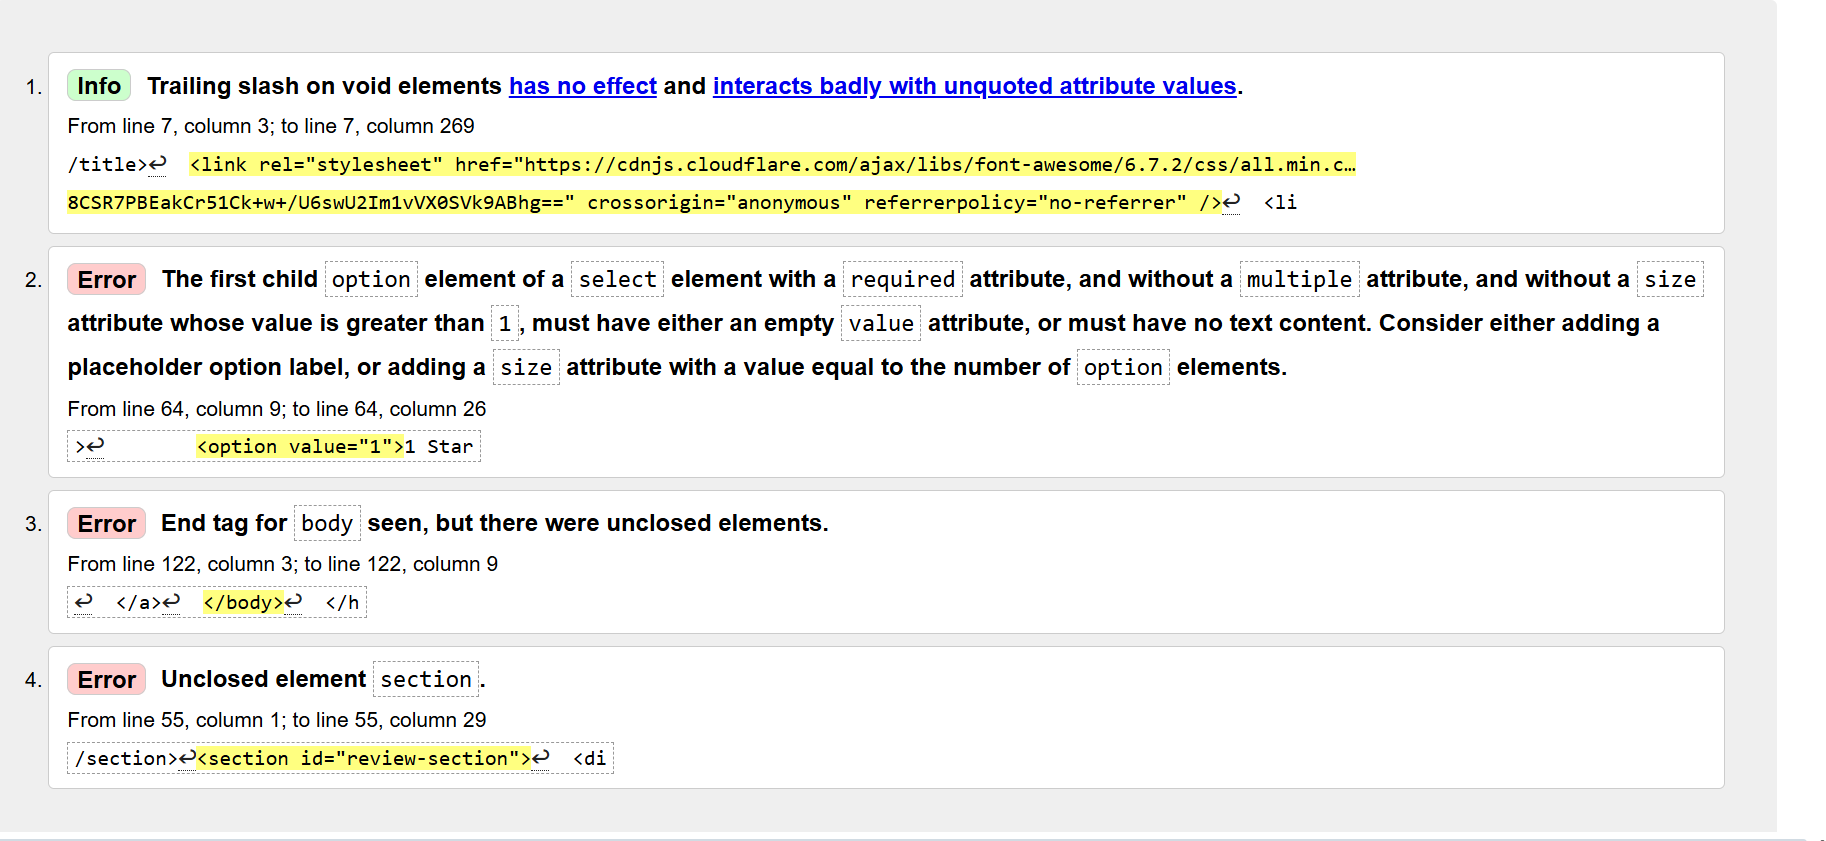 1. Info Trailing slash on void elements has no effect and interacts badly with unquoted attribute values.
From line 7, column 3; to line 7, column 269
/title>↩ <link rel="stylesheet" href="https://cdnjs.cloudflare.com/ajax/libs/font-awesome/6.7.2/css/all.min.c…
8CSR7PBEakCr51Ck+w+/U6swU2Im1vVX0SVk9ABhg==" crossorigin="anonymous" referrerpolicy="no-referrer" />↩ <li
2. Error The first child option element of a select element with a required attribute, and without a multiple attribute, and without a size
attribute whose value is greater than 1, must have either an empty value attribute, or must have no text content. Consider either adding a
placeholder option label, or adding a size attribute with a value equal to the number of option elements.
From line 64, column 9; to line 64, column 26
>↩ <option value="1">1 Star
3. Error End tag for body seen, but there were unclosed elements.
From line 122, column 3; to line 122, column 9
↩ </a>↩ </body>↩ </h
4. Error Unclosed element section.
From line 55, column 1; to line 55, column 29
/section>↩<section id="review-section">↩ <di